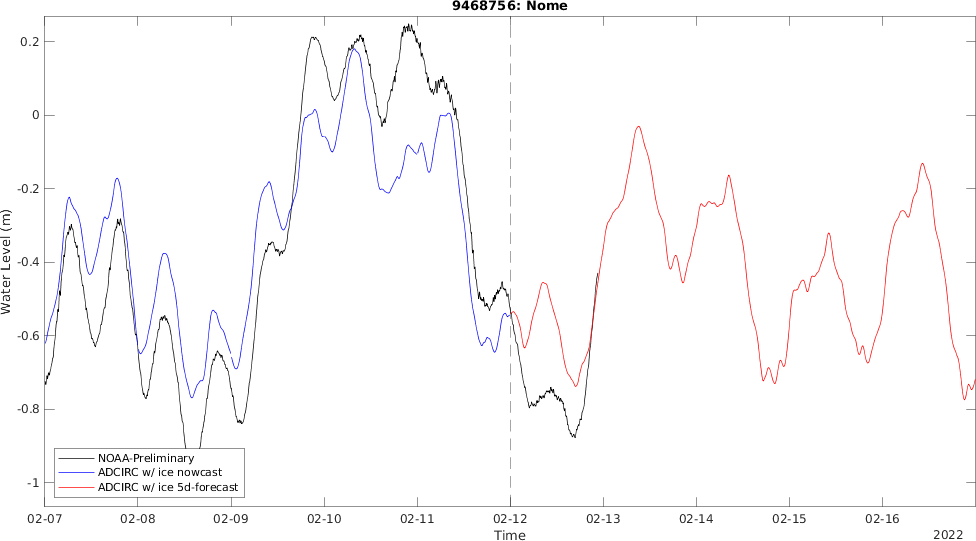 9468756: Nome
0.2
0
-0.2
-0.4
-0.6
-0.8
-1
Water Level (m)
NOAA-Preliminary
ADCIRC w/ ice nowcast
ADCIRC w/ ice 5d-forecast
02-07 02-08 02-09 02-10 02-11 02-12 02-13 02-14 02-15 02-16
Time
2022